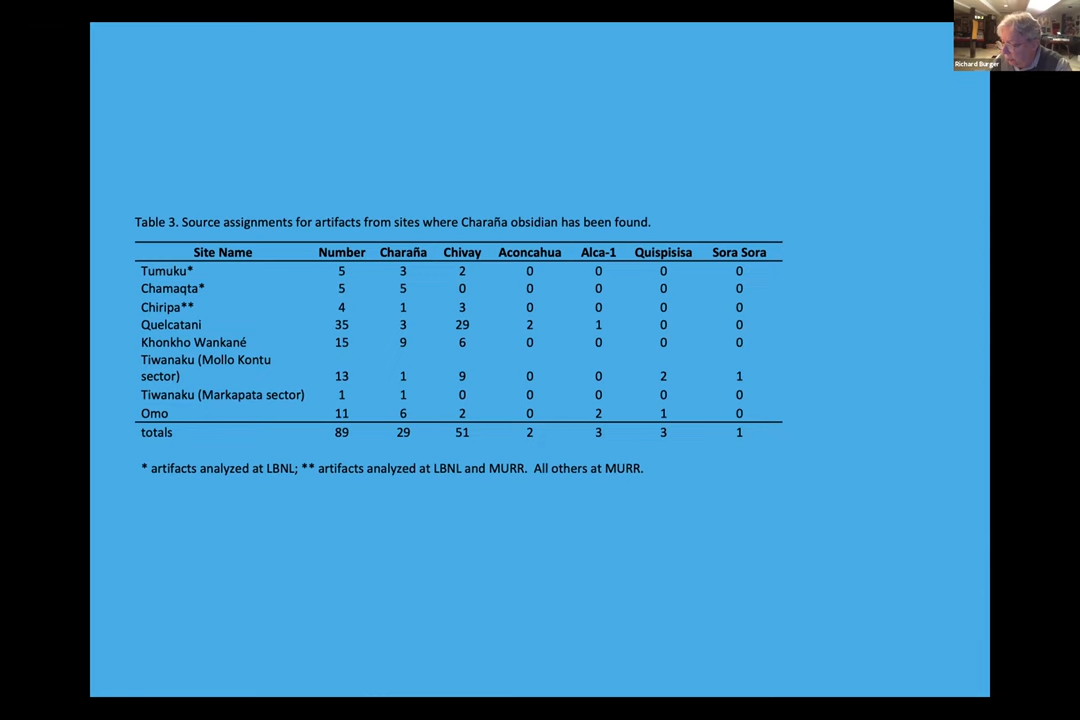 Richard Burger
Table 3. Source assignments for artifacts from sites where Charaña obsidian has been found.
Site Name Number Charaña Chivay Aconcahua Alca-1 Quispisisa Sora Sora
Tumuku* 5 3 2 0 0 0 0
Chamaqta* 5 5 0 0 0 0 0
Chiripa** 4 1 3 0 0 0 0
Quelcatani 35 3 29 2 1 0 0
Khonkho Wankané 15 9 6 0 0 0 0
Tiwanaku (Mollo Kontu
sector) 13 1 9 0 0 2 1
Tiwanaku (Markapata sector) 1 1 0 0 0 0 0
Omo 11 6 2 0 2 1 0
totals 89 29 51 2 3 3 1
* artifacts analyzed at LBNL; ** artifacts analyzed at LBNL and MURR. All others at MURR.